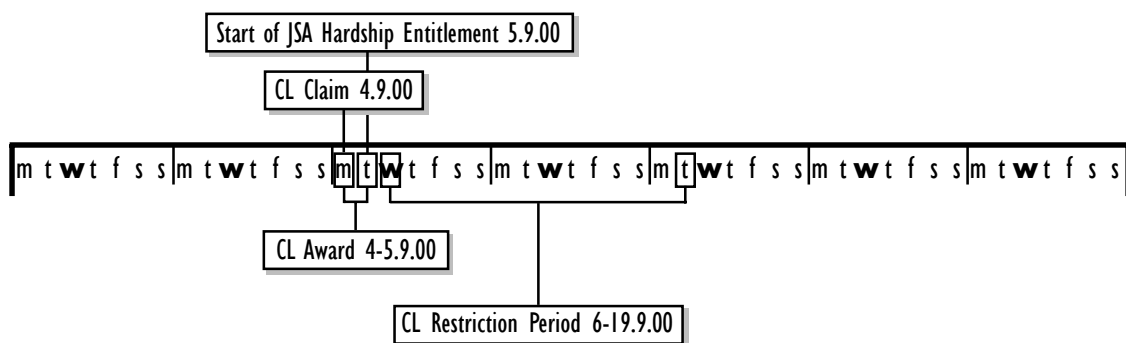 Start of JSA Hardship Entitlement 5.9.00
CL Claim 4.9.00
m t w t f s s m t w t f s s m t w t f s s m t w t f s s m t w t f s s m t w t f s s m t w t f s s
CL Award 4-5.9.00
CL Restriction Period 6-19.9.00